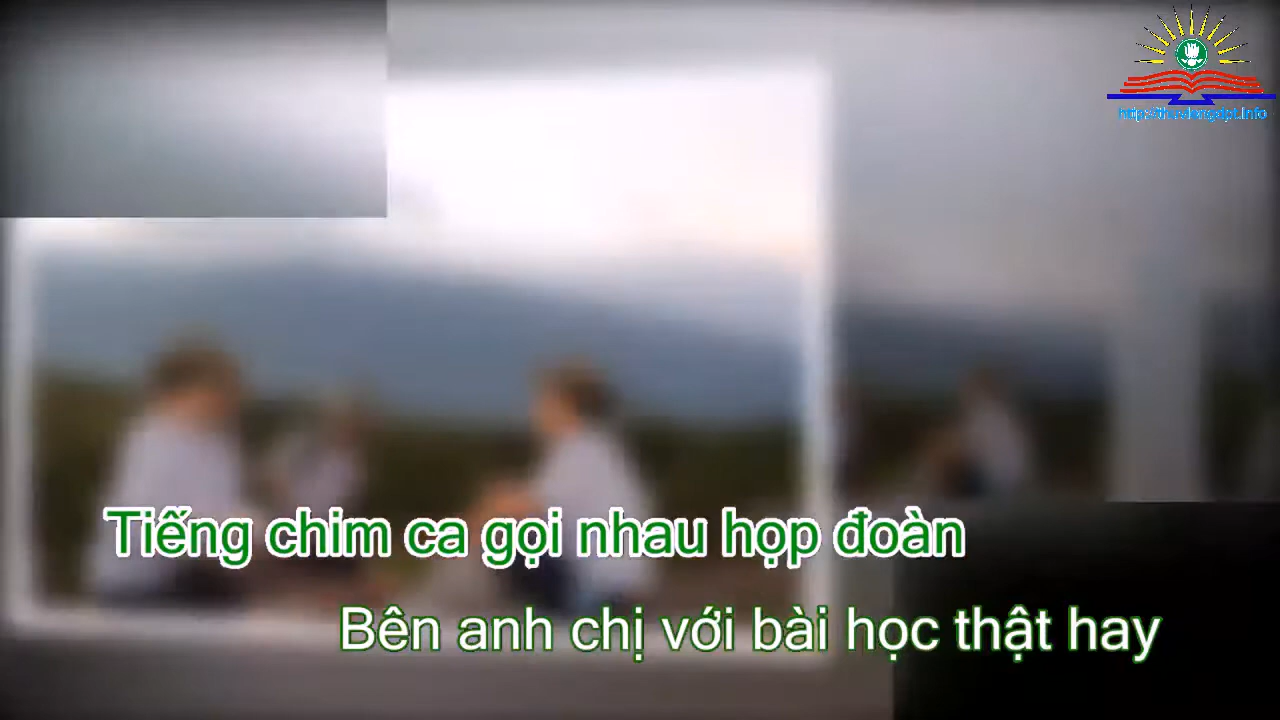 Tiếng chim ca gọi nhau họp đoàn
Bên anh chị với bài học thật hay